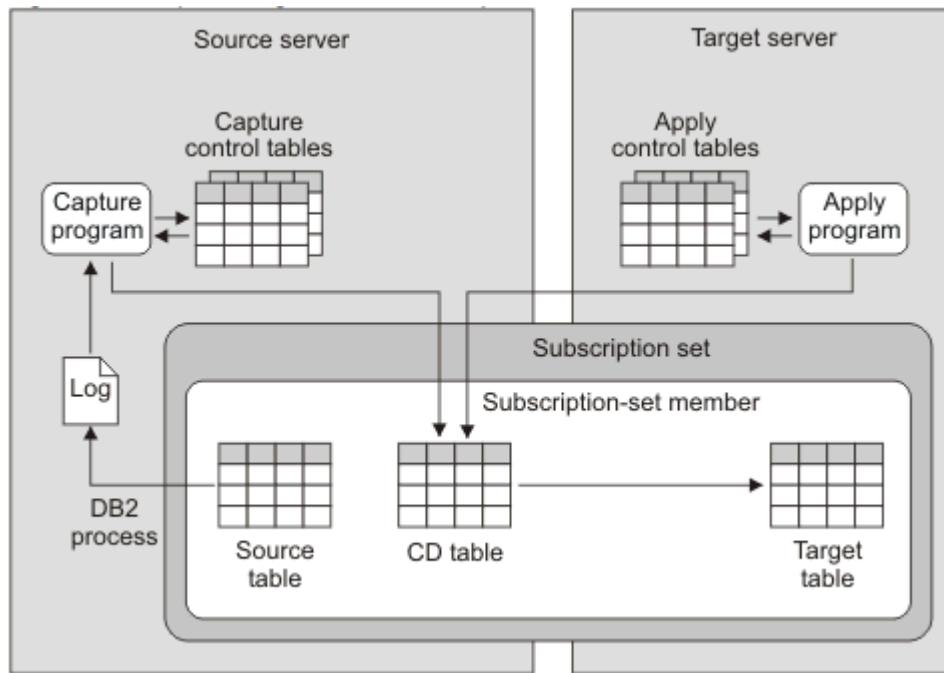 Source server
Target server
Capture
control tables
Apply
control tables
Capture
program
Apply
program
Subscription set
Log
Subscription-set member
DB2
process
Source
table
CD table
Target
table